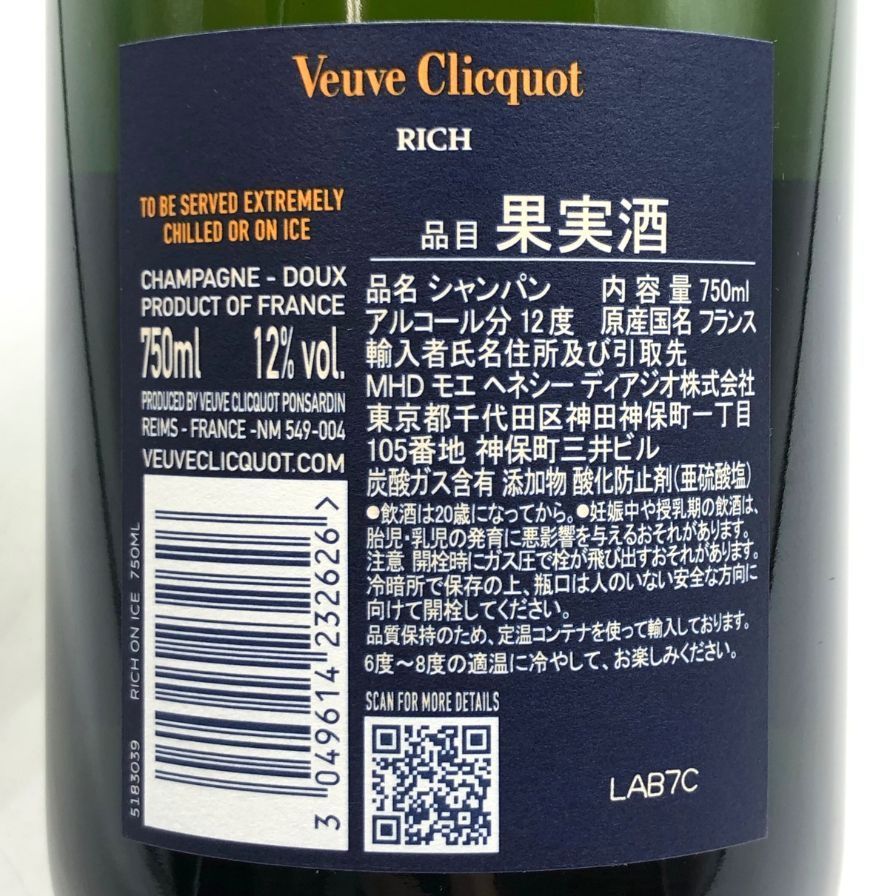 Veuve Clicquot
RICH
TO BE SERVED EXTREMELY
CHILLED OR ON ICE
CHAMPAGNE - DOUX
PRODUCT OF FRANCE
750ml 12% vol.
PRODUCED BY VEUVE CLICQUOT PONSARDIN
REIMS - FRANCE -NM 549-004
VEUVECLICQUOT.COM
5183039 RICH ON ICE 750ML
3 049614 232626 >
品目 果実酒
品名 シャンパン 内容量 750ml
アルコール分 12度 原産国名 フランス
輸入者氏名住所及び引取先
MHD モエ ヘネシー ディアジオ株式会社
東京都千代田区神田神保町一丁目
105番地 神保町三井ビル
炭酸ガス含有 添加物 酸化防止剤(亜硫酸塩)
●飲酒は20歳になってから。●妊娠中や授乳期の飲酒は、
胎児・乳児の発育に悪影響を与えるおそれがあります。
注意 開栓時にガス圧で栓が飛び出すおそれがあります。
冷暗所で保存の上、瓶口は人のいない安全な方向に
向けて開栓してください。
品質保持のため、定温コンテナを使って輸入しております。
6度〜8度の適温に冷やして、お楽しみください。
SCAN FOR MORE DETAILS
LAB7C